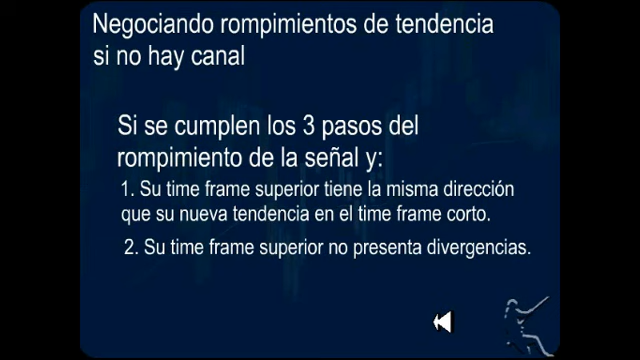 Negociando rompimientos de tendencia
si no hay canal
Si se cumplen los 3 pasos del
rompimiento de la señal y:
1. Su time frame superior tiene la misma dirección
que su nueva tendencia en el time frame corto.
2. Su time frame superior no presenta divergencias.